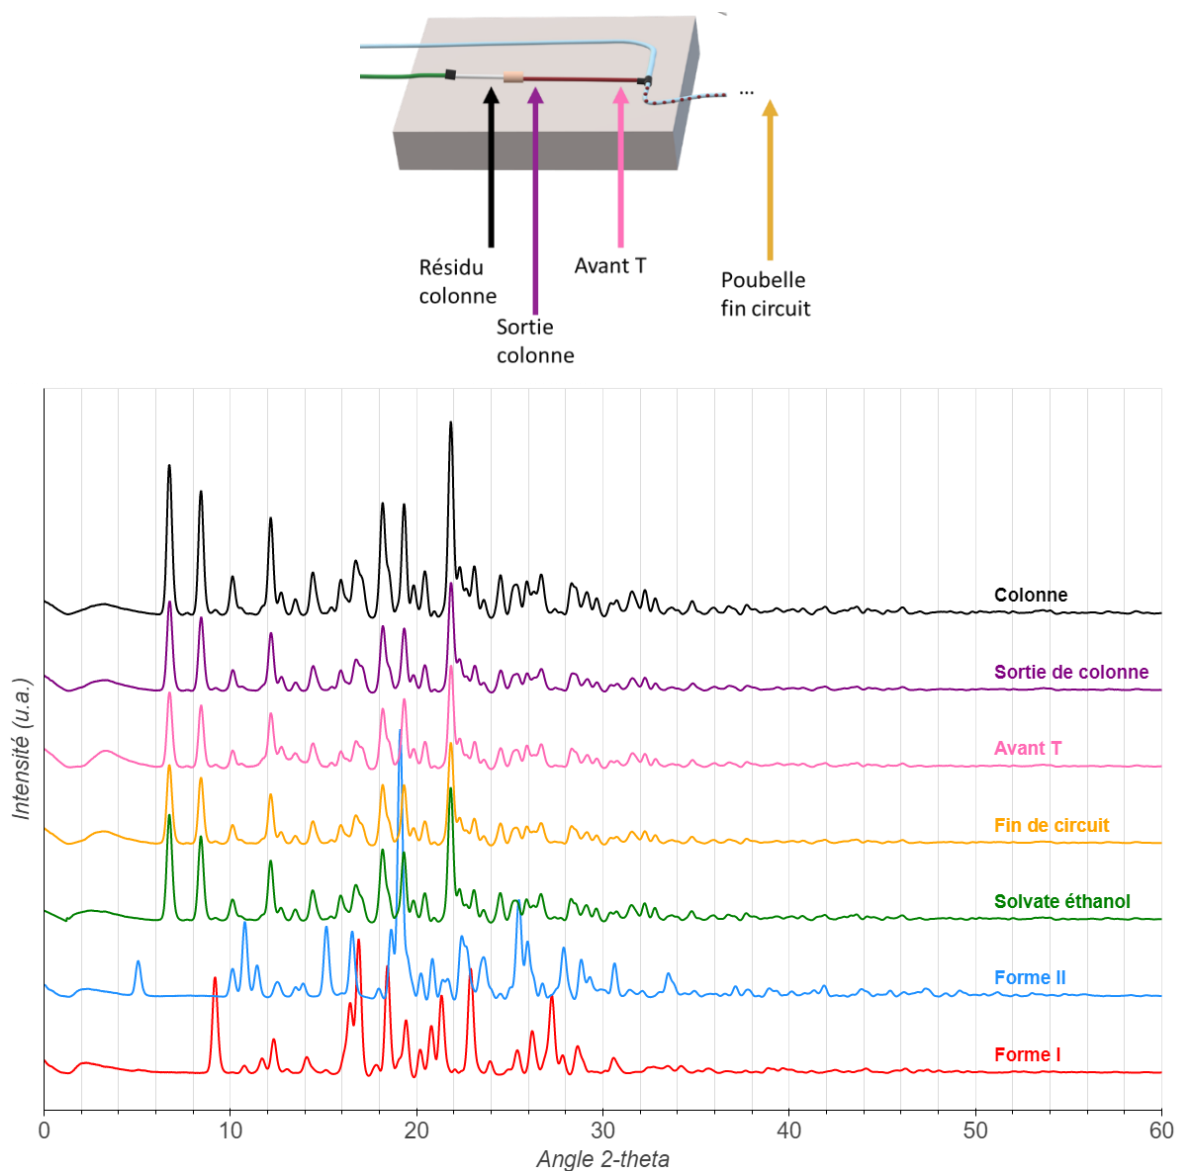 ...
Résidu
colonne
Avant T
Poubelle
fin circuit
Sortie
colonne
Colonne
Sortie de colonne
Avant T
Fin de circuit
Solvate éthanol
Forme II
Forme I
Intensité (u.a.)
0 10 20 30 40 50 60
Angle 2-theta